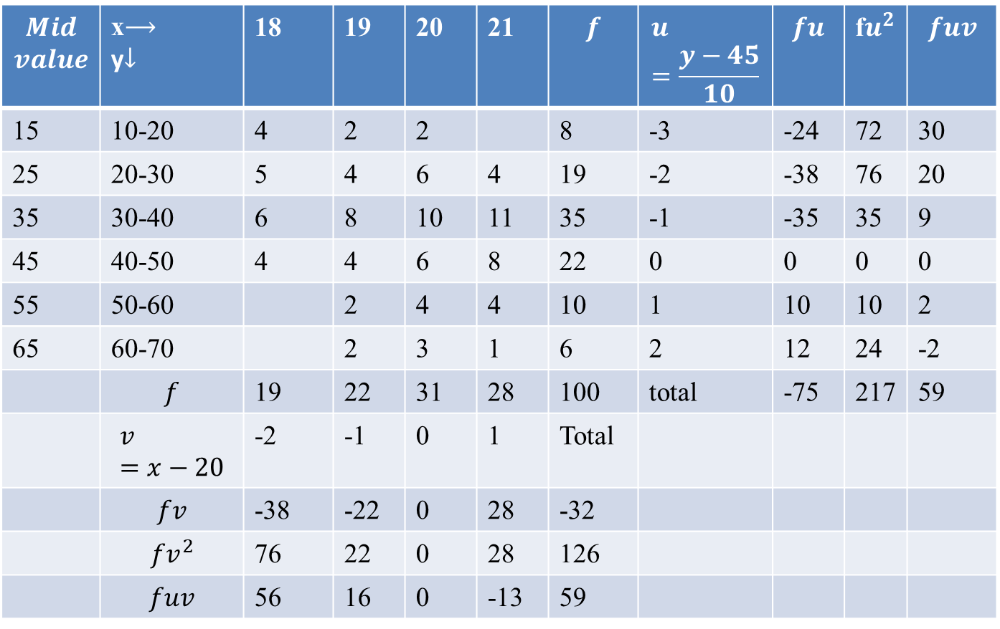 Mid value x→ y↓ 18 19 20 21 f u = (y − 45)/10 fu fu² fuv
15 10-20 4 2 2 8 -3 -24 72 30
25 20-30 5 4 6 4 19 -2 -38 76 20
35 30-40 6 8 10 11 35 -1 -35 35 9
45 40-50 4 4 6 8 22 0 0 0 0
55 50-60 2 4 4 10 1 10 10 2
65 60-70 2 3 1 6 2 12 24 -2
f 19 22 31 28 100 total -75 217 59
v = x − 20 -2 -1 0 1 Total
fv -38 -22 0 28 -32
fv² 76 22 0 28 126
fuv 56 16 0 -13 59